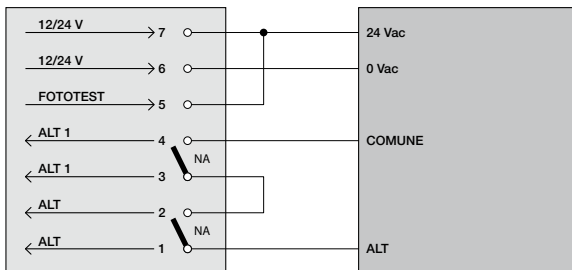 12/24 V 7 24 Vac
12/24 V 6 0 Vac
FOTOTEST 5
ALT 1 4 COMUNE
NA
ALT 1 3
ALT 2
NA
ALT 1 ALT